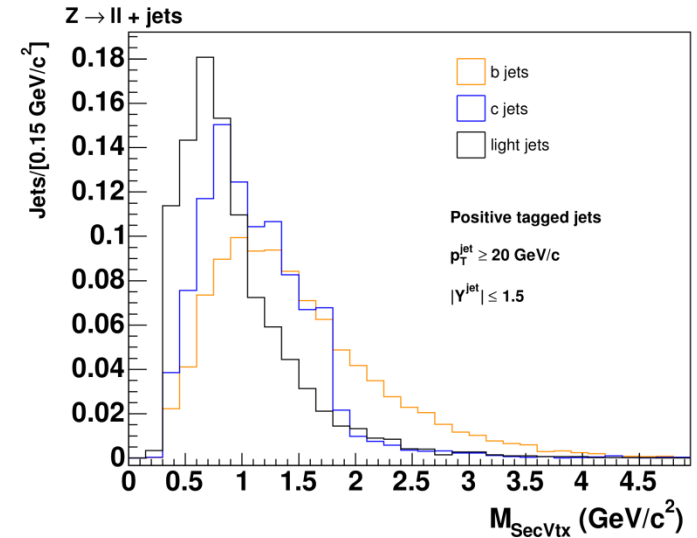 Z → ll + jets
Jets/[0.15 GeV/c²]
0.18
0.16
0.14
0.12
0.1
0.08
0.06
0.04
0.02
0
b jets
c jets
light jets
Positive tagged jets
p_T^jet ≥ 20 GeV/c
|Y^jet| ≤ 1.5
0 0.5 1 1.5 2 2.5 3 3.5 4 4.5
M_SecVtx (GeV/c²)